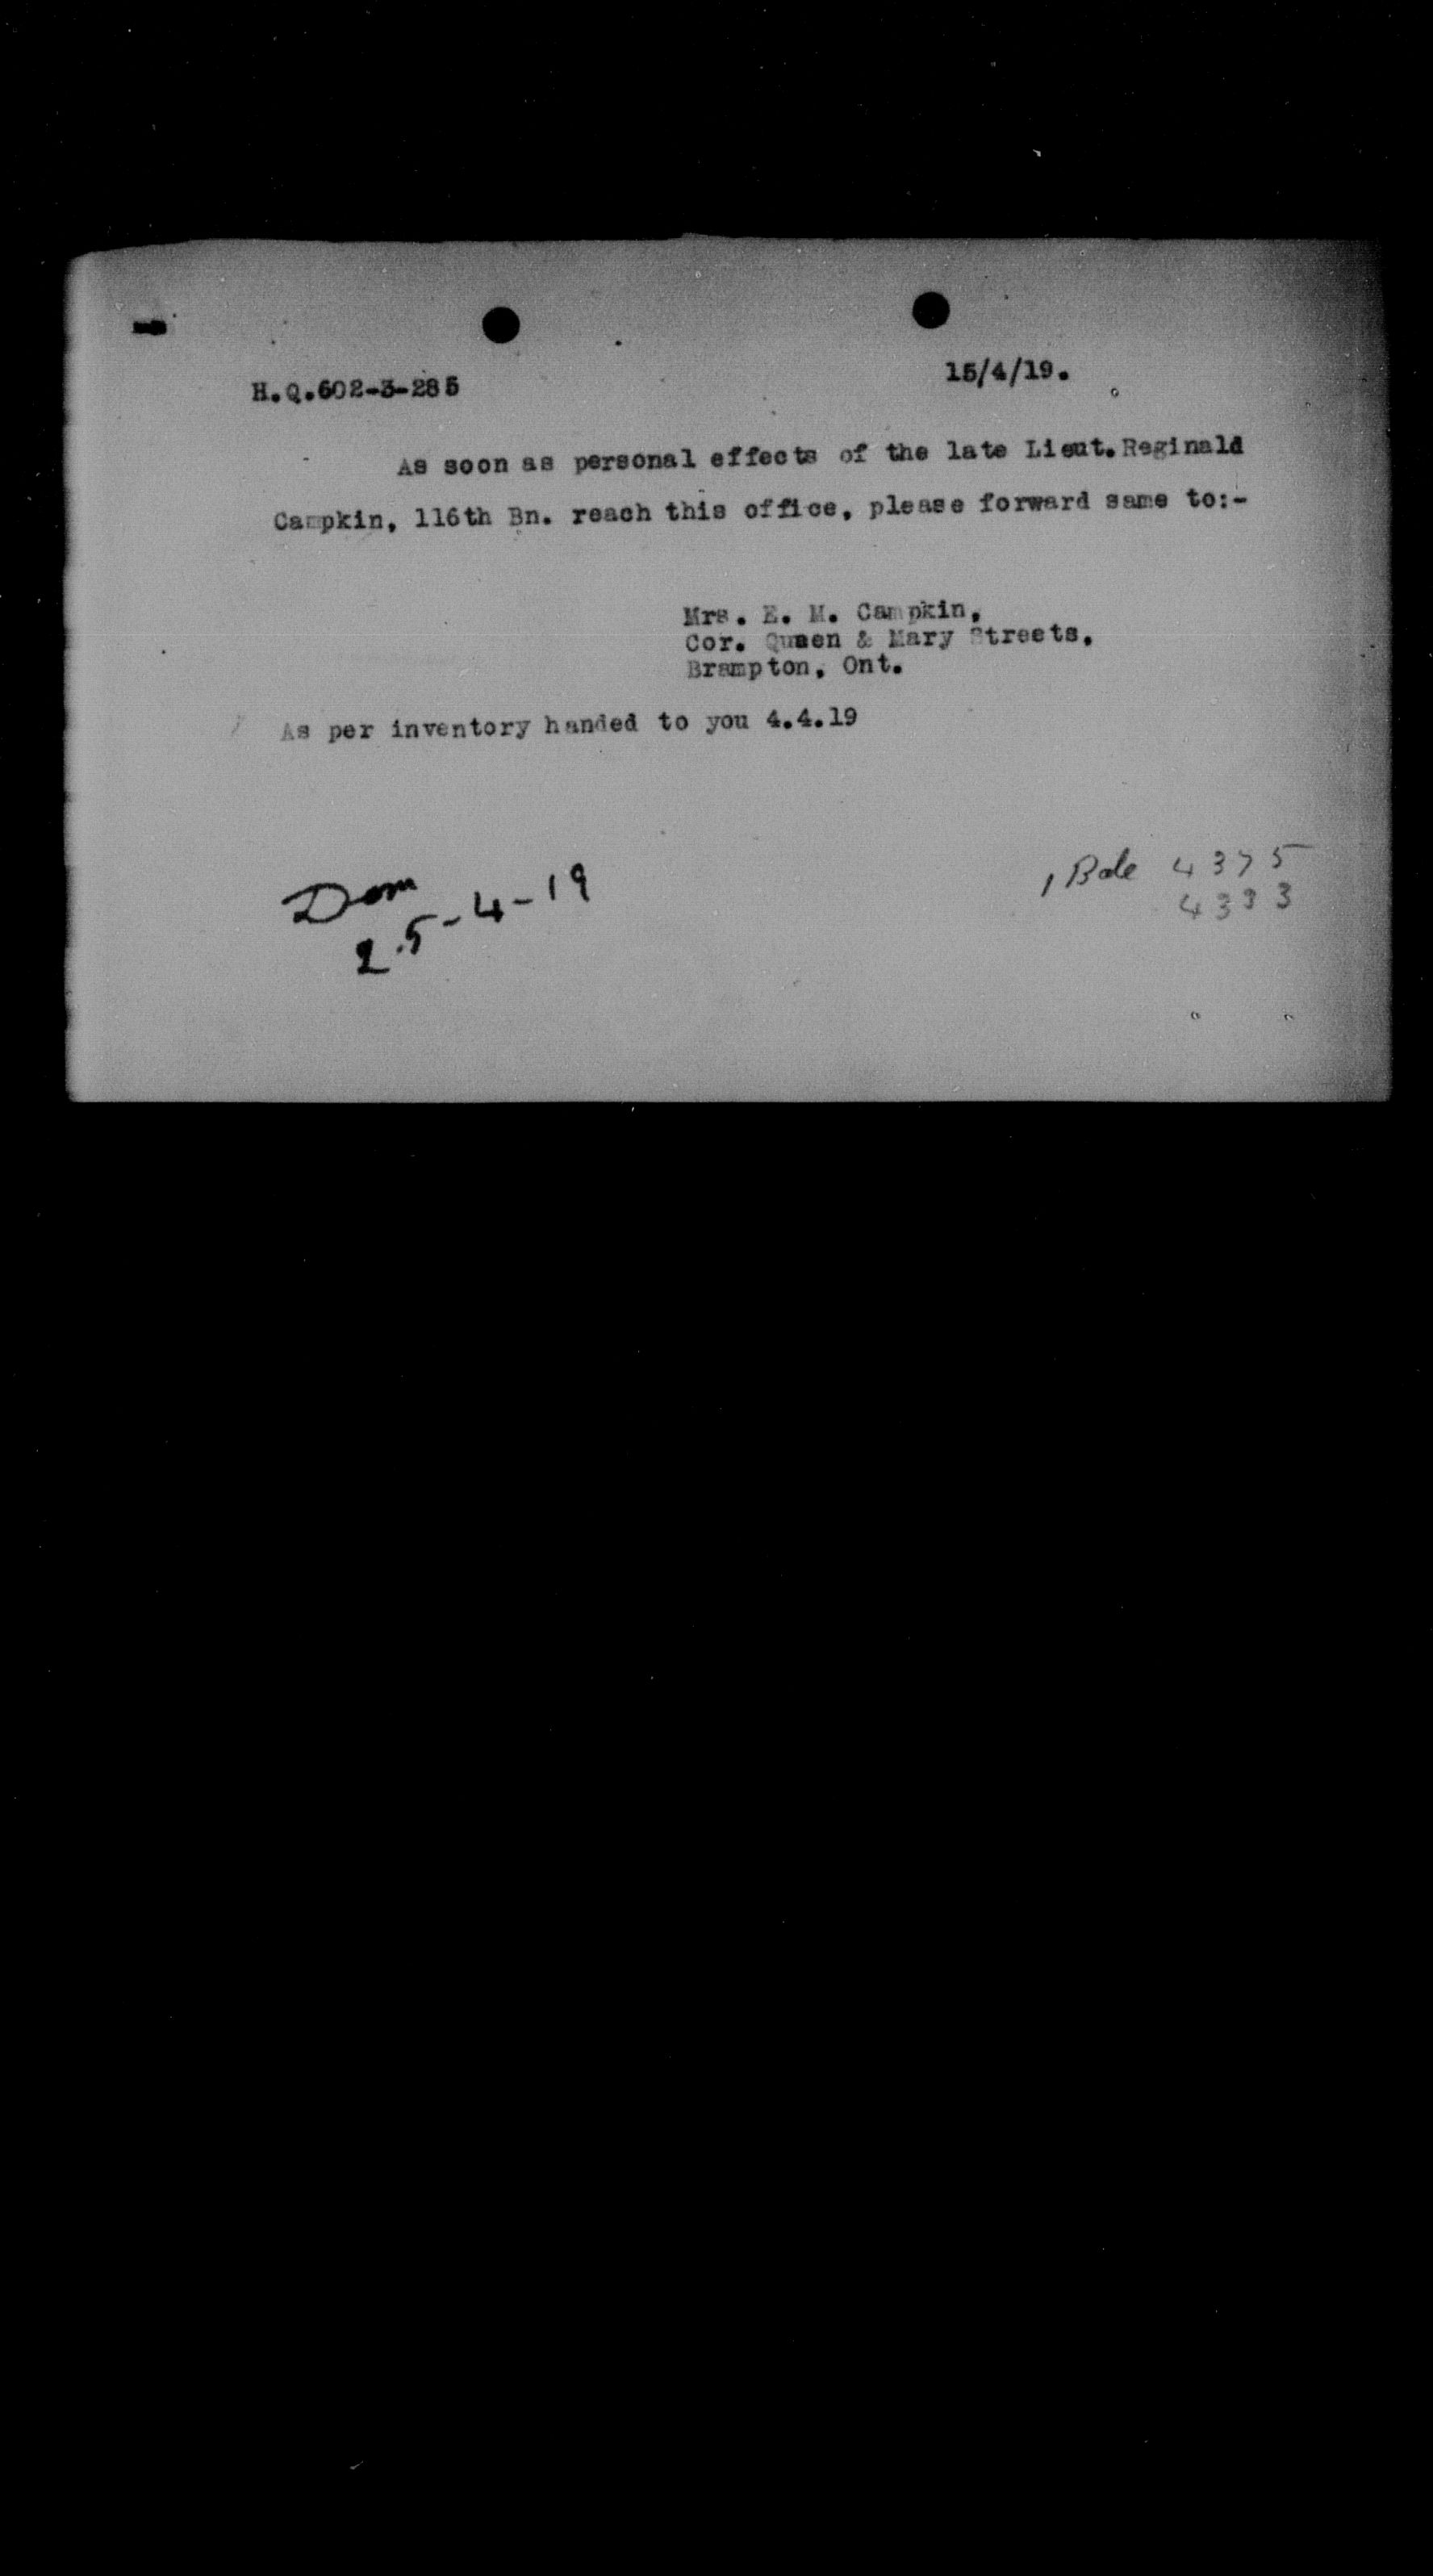 H.Q.602-3-285
15/4/19.
As soon as personal effects of the late Lieut. Reginald
Campkin, 116th Bn. reach this office, please forward same to:-
Mrs. E. M. Campkin,
Cor. Queen & Mary Streets,
Brampton, Ont.
As per inventory handed to you 4.4.19
25-4-19
1 Bale 4375
4393